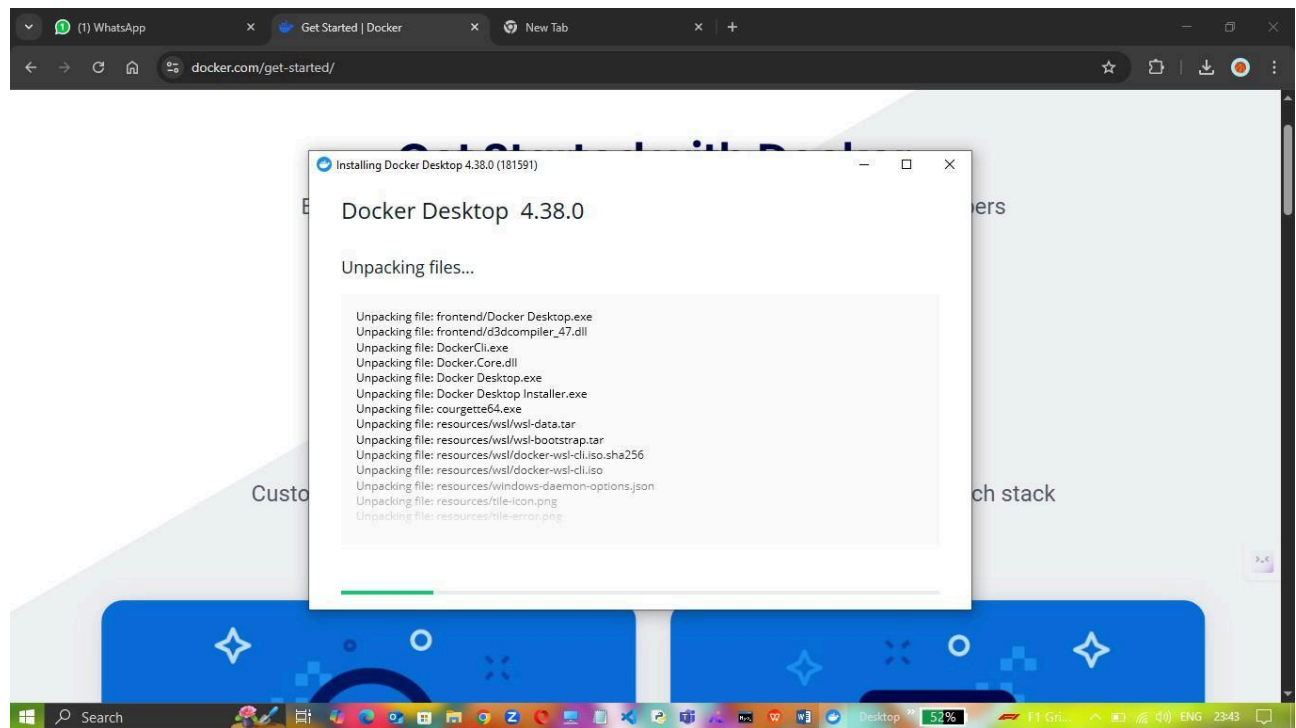 (1) WhatsApp
Get Started | Docker
New Tab
docker.com/get-started/
Installing Docker Desktop 4.38.0 (181591)
Docker Desktop 4.38.0
ers
Unpacking files...
Unpacking file: frontend/Docker Desktop.exe
Unpacking file: frontend/d3dcompiler_47.dll
Unpacking file: DockerCli.exe
Unpacking file: Docker.Core.dll
Unpacking file: Docker Desktop.exe
Unpacking file: Docker Desktop Installer.exe
Unpacking file: courgette64.exe
Unpacking file: resources/wsl/wsl-data.tar
Unpacking file: resources/wsl/wsl-bootstrap.tar
Unpacking file: resources/wsl/docker-wsl-cli.iso.sha256
Unpacking file: resources/wsl/docker-wsl-cli.iso
Unpacking file: resources/windows-daemon-options.json
Unpacking file: resources/tile-icon.png
Unpacking file: resources/tile-error.png
Custo
ch stack
Search
Desktop
52%
F1 Gri...
ENG
23:43